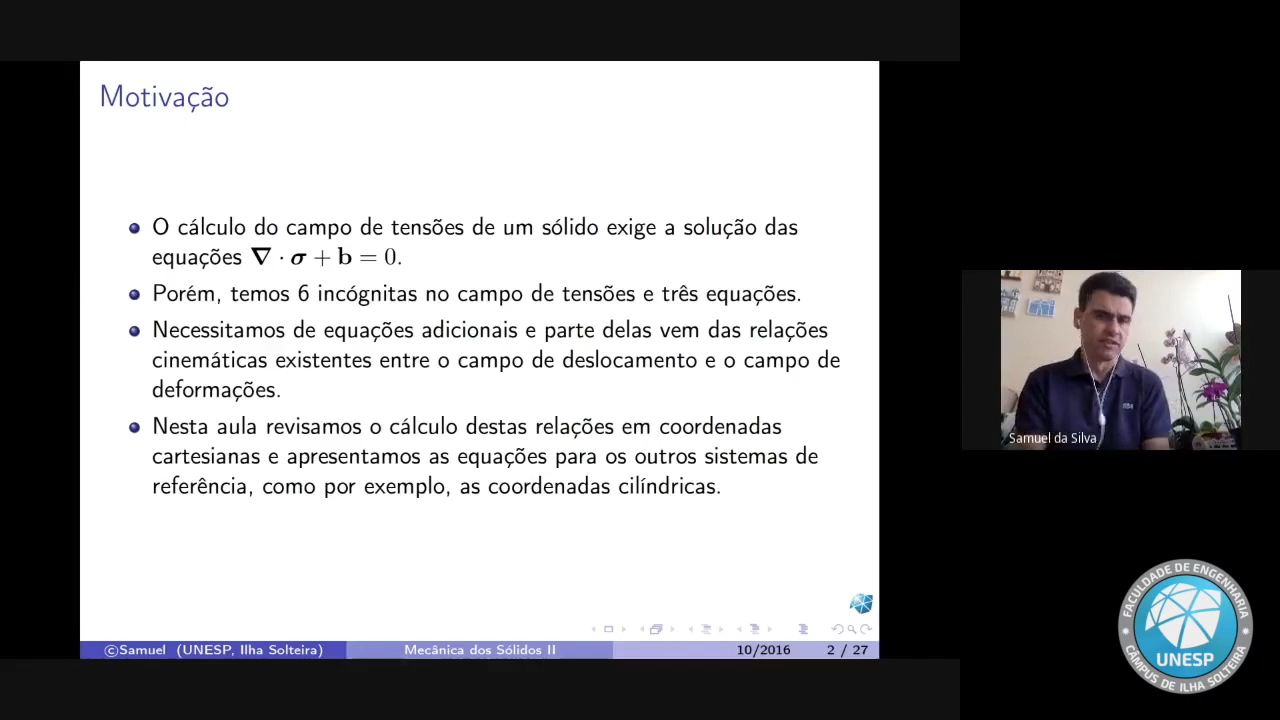 Motivação
O cálculo do campo de tensões de um sólido exige a solução das
equações ∇ · σ + b = 0.
Porém, temos 6 incógnitas no campo de tensões e três equações.
Necessitamos de equações adicionais e parte delas vem das relações
cinemáticas existentes entre o campo de deslocamento e o campo de
deformações.
Nesta aula revisamos o cálculo destas relações em coordenadas
cartesianas e apresentamos as equações para os outros sistemas de
referência, como por exemplo, as coordenadas cilíndricas.
©Samuel (UNESP, Ilha Solteira) Mecânica dos Sólidos II 10/2016 2 / 27
Samuel da Silva
FACULDADE DE ENGENHARIA
UNESP
CÂMPUS DE ILHA SOLTEIRA